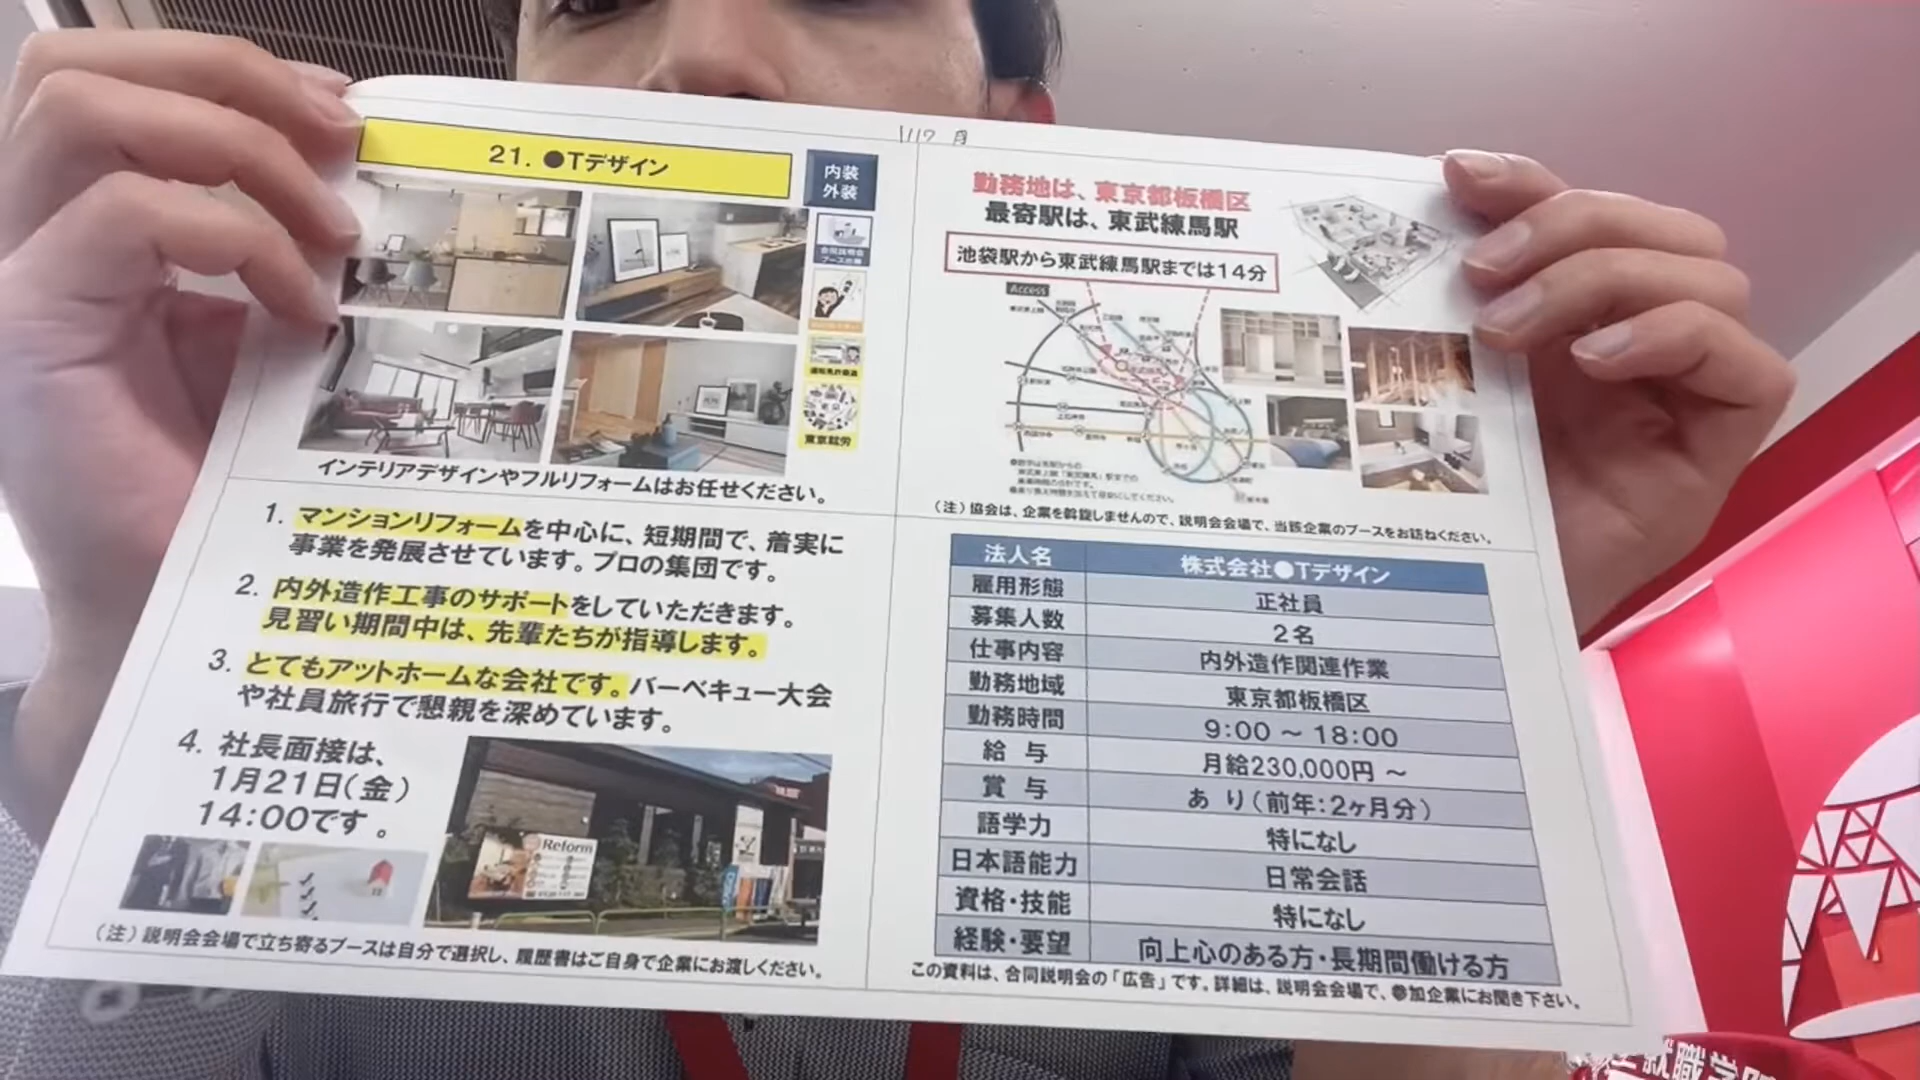 21. ●Tデザイン
内装
外装
東京就労
インテリアデザインやフルリフォームはお任せください。
1. マンションリフォームを中心に、短期間で、着実に
事業を発展させています。プロの集団です。
2. 内外造作工事のサポートをしていただきます。
見習い期間中は、先輩たちが指導します。
3. とてもアットホームな会社です。バーベキュー大会
や社員旅行で懇親を深めています。
4. 社長面接は、
1月21日(金)
14:00です。
Reform
(注)説明会会場で立ち寄るブースは自分で選択し、履歴書はご自身で企業にお渡しください。
勤務地は、東京都板橋区
最寄駅は、東武練馬駅
池袋駅から東武練馬駅までは14分
Access
(注)協会は、企業を斡旋しませんので、説明会会場で、当該企業のブースをお訪ねください。
法人名 株式会社●Tデザイン
雇用形態 正社員
募集人数 2名
仕事内容 内外造作関連作業
勤務地域 東京都板橋区
勤務時間 9:00 ～ 18:00
給与 月給230,000円 ～
賞与 あり(前年:2ヶ月分)
語学力 特になし
日本語能力 日常会話
資格・技能 特になし
経験・要望 向上心のある方・長期間働ける方
この資料は、合同説明会の「広告」です。詳細は、説明会会場で、参加企業にお聞き下さい。
就職学院